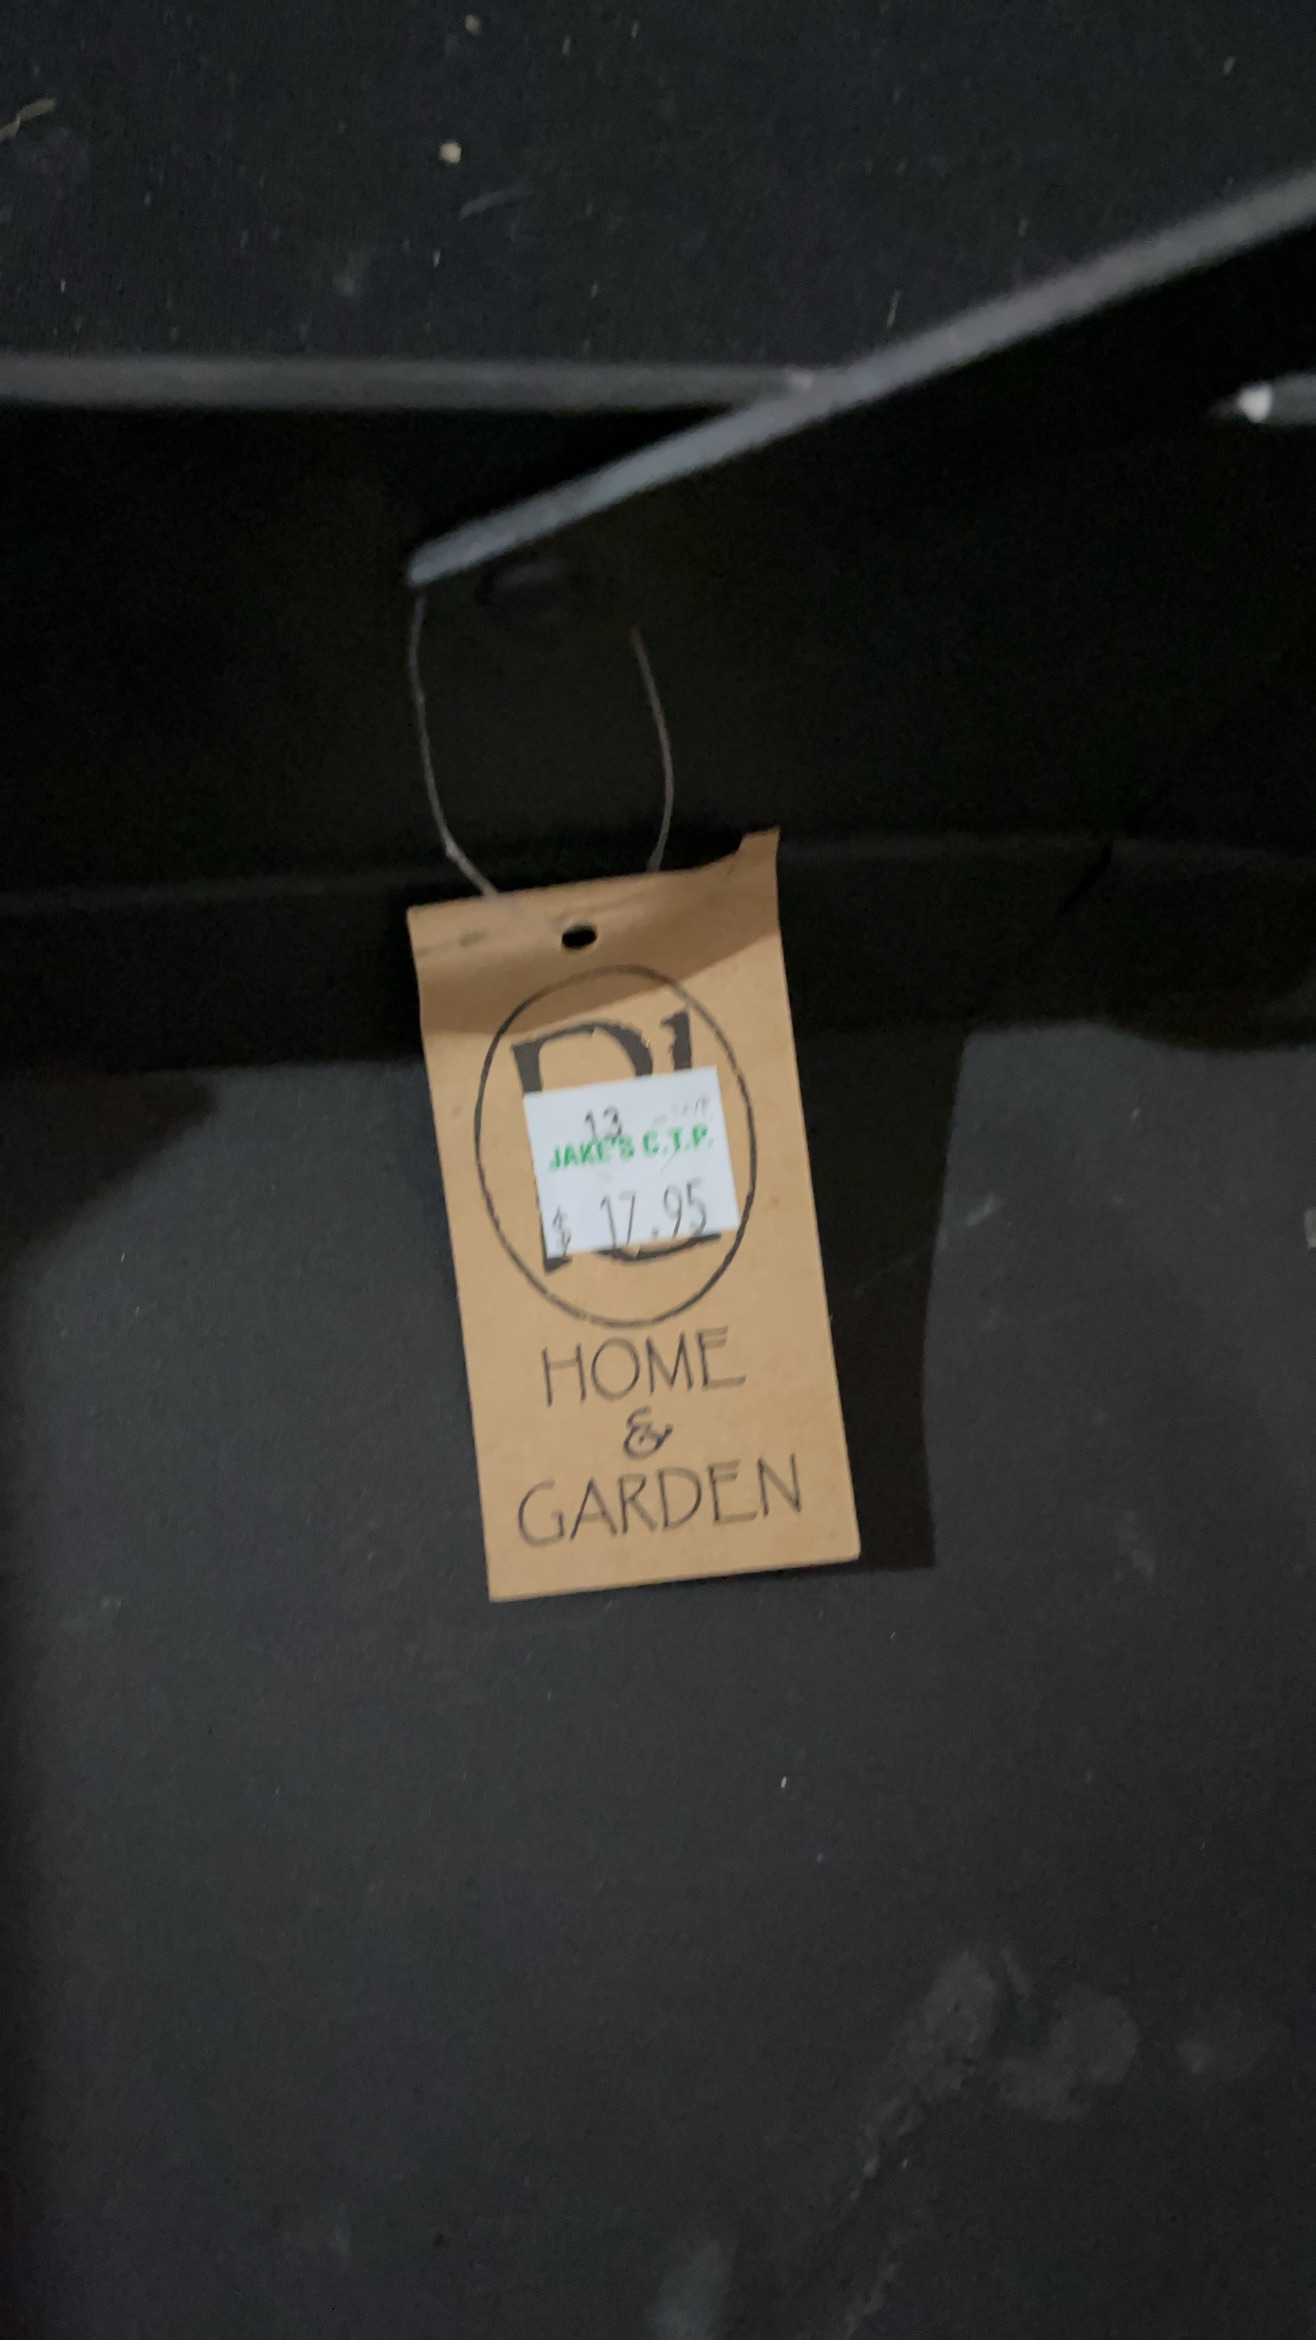 13
JAKE'S C.T.P.
$ 17.95
HOME
&
GARDEN